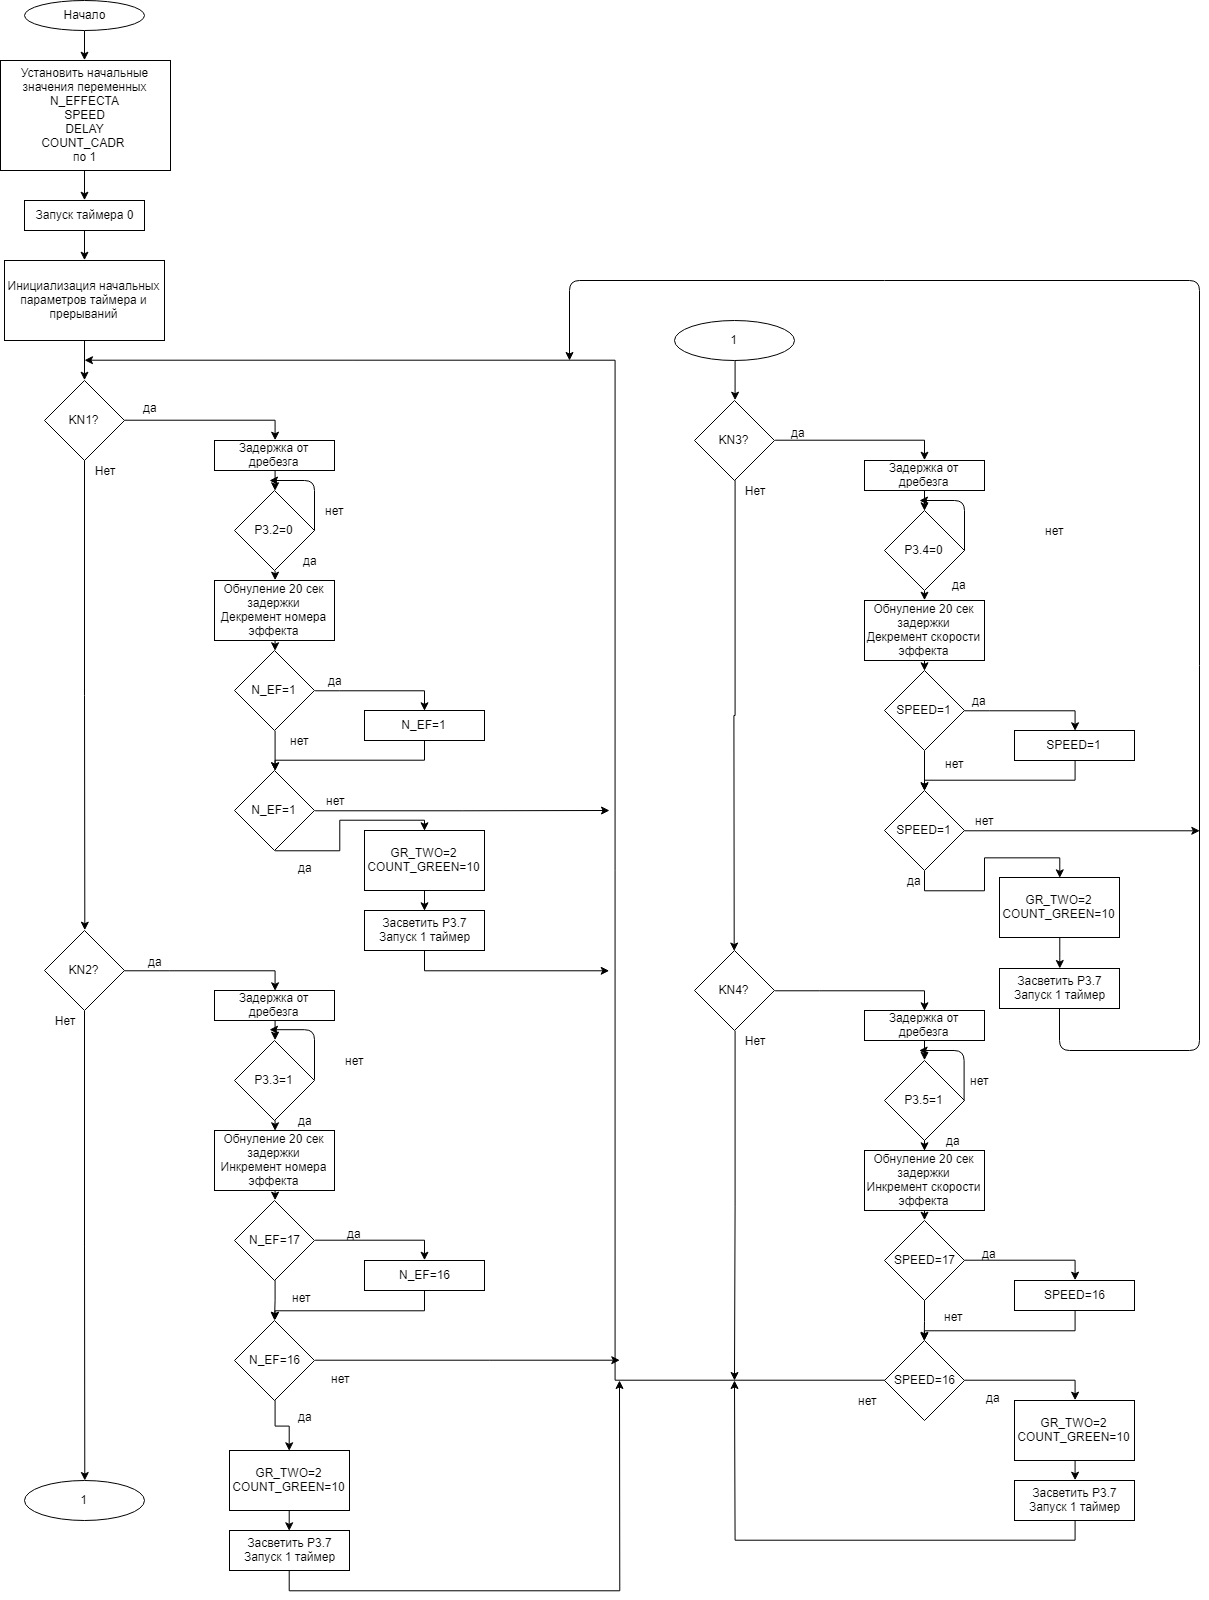 Начало
Установить начальные
значения переменных
N_EFFECTA
SPEED
DELAY
COUNT_CADR
по 1
Запуск таймера 0
Инициализация начальных
параметров таймера и
прерываний
KN1?
да
Нет
Задержка от
дребезга
P3.2=0
нет
да
Обнуление 20 сек
задержки
Декремент номера
эффекта
N_EF=1
да
N_EF=1
нет
N_EF=1
нет
да
GR_TWO=2
COUNT_GREEN=10
Засветить P3.7
Запуск 1 таймер
KN2?
да
Нет
Задержка от
дребезга
P3.3=1
нет
да
Обнуление 20 сек
задержки
Инкремент номера
эффекта
N_EF=17
да
N_EF=16
нет
N_EF=16
нет
да
GR_TWO=2
COUNT_GREEN=10
Засветить P3.7
Запуск 1 таймер
1
1
KN3?
да
Нет
Задержка от
дребезга
P3.4=0
нет
да
Обнуление 20 сек
задержки
Декремент скорости
эффекта
SPEED=1
да
SPEED=1
нет
SPEED=1
нет
да
GR_TWO=2
COUNT_GREEN=10
Засветить P3.7
Запуск 1 таймер
KN4?
Нет
Задержка от
дребезга
P3.5=1
нет
да
Обнуление 20 сек
задержки
Инкремент скорости
эффекта
SPEED=17
да
SPEED=16
нет
SPEED=16
нет
да
GR_TWO=2
COUNT_GREEN=10
Засветить P3.7
Запуск 1 таймер